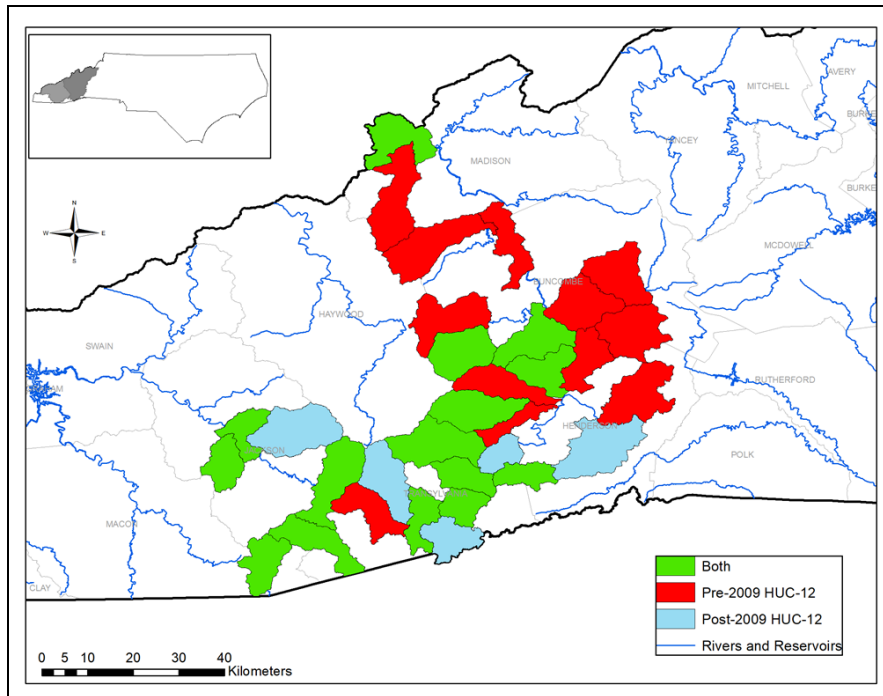 AVERY
MITCHELL
BURKE
YANCEY
MADISON
BURKE
N
W E
S
MCDOWELL
BUNCOMBE
HAYWOOD
SWAIN
RUTHERFORD
HENDERSON
POLK
MACON
CLAY
Both
Pre-2009 HUC-12
Post-2009 HUC-12
Rivers and Reservoirs
0 5 10 20 30 40
Kilometers